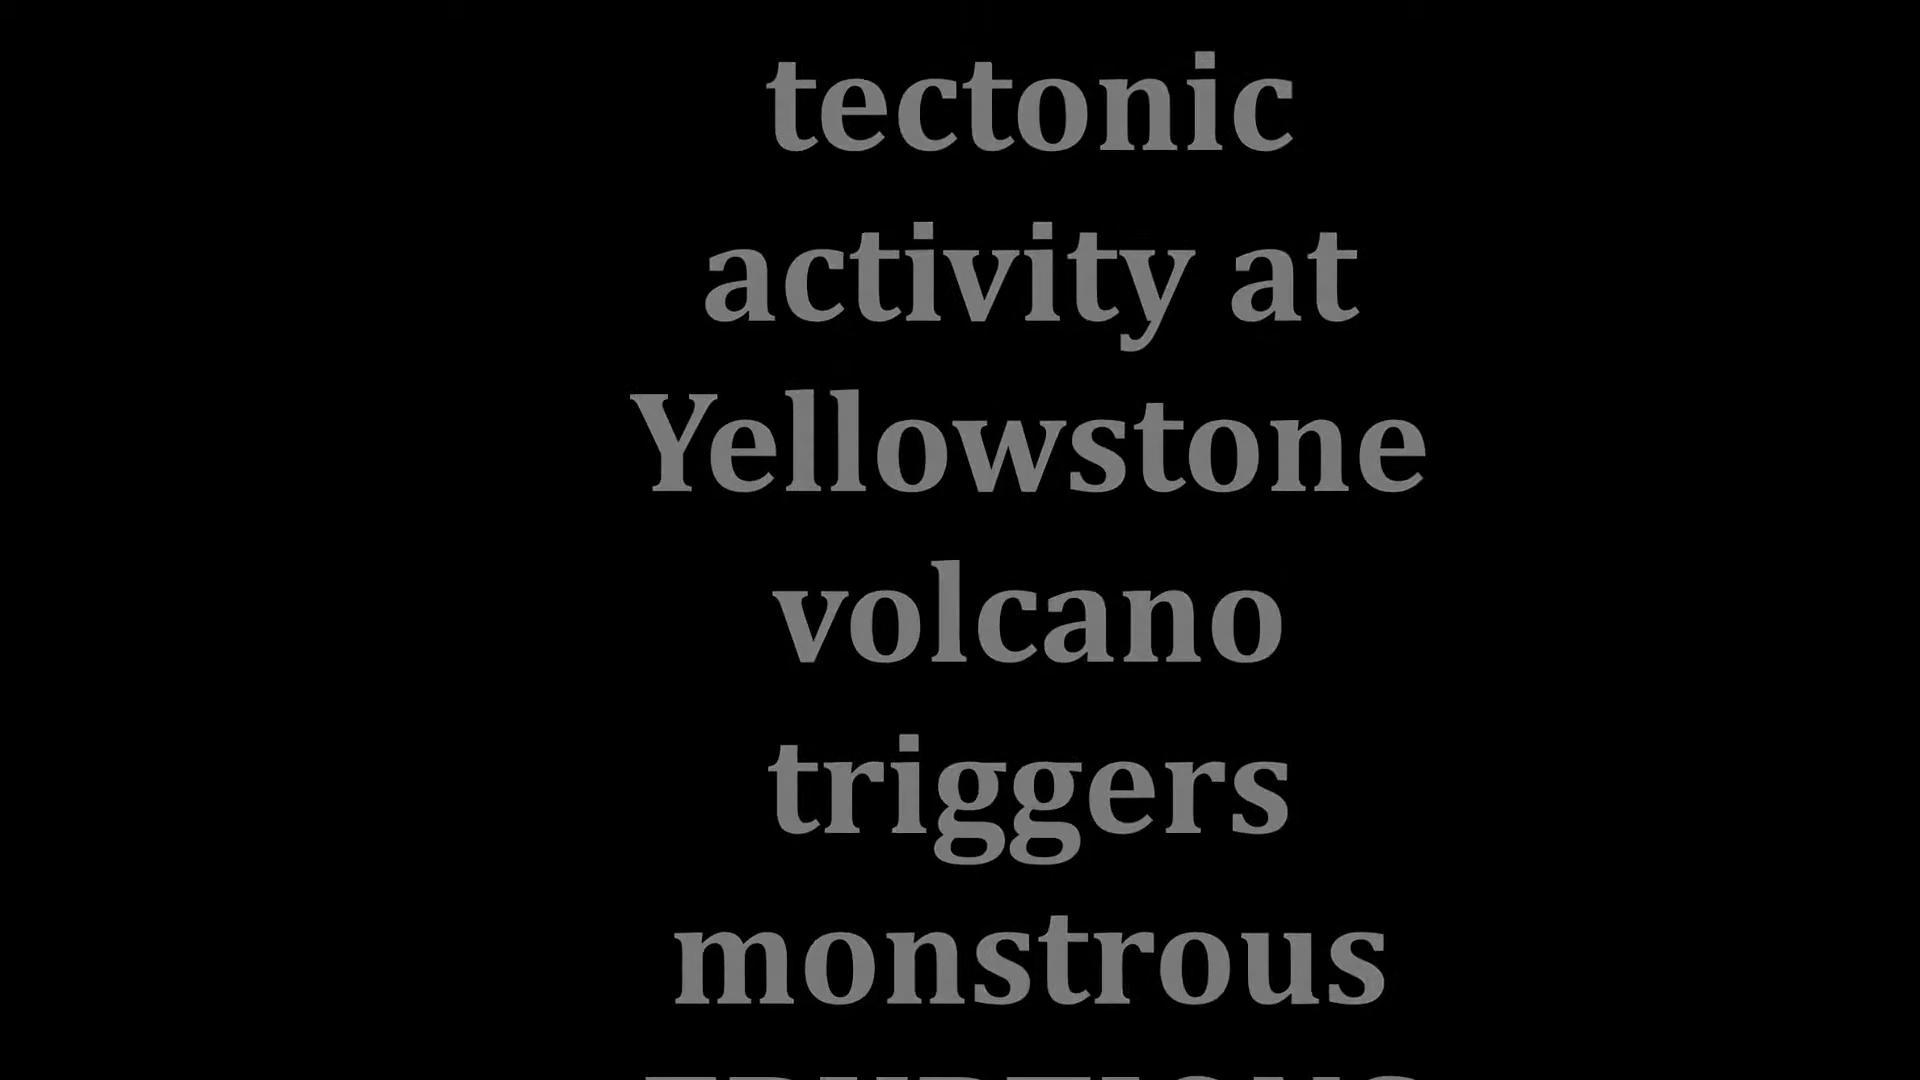 tectonic
activity at
Yellowstone
volcano
triggers
monstrous